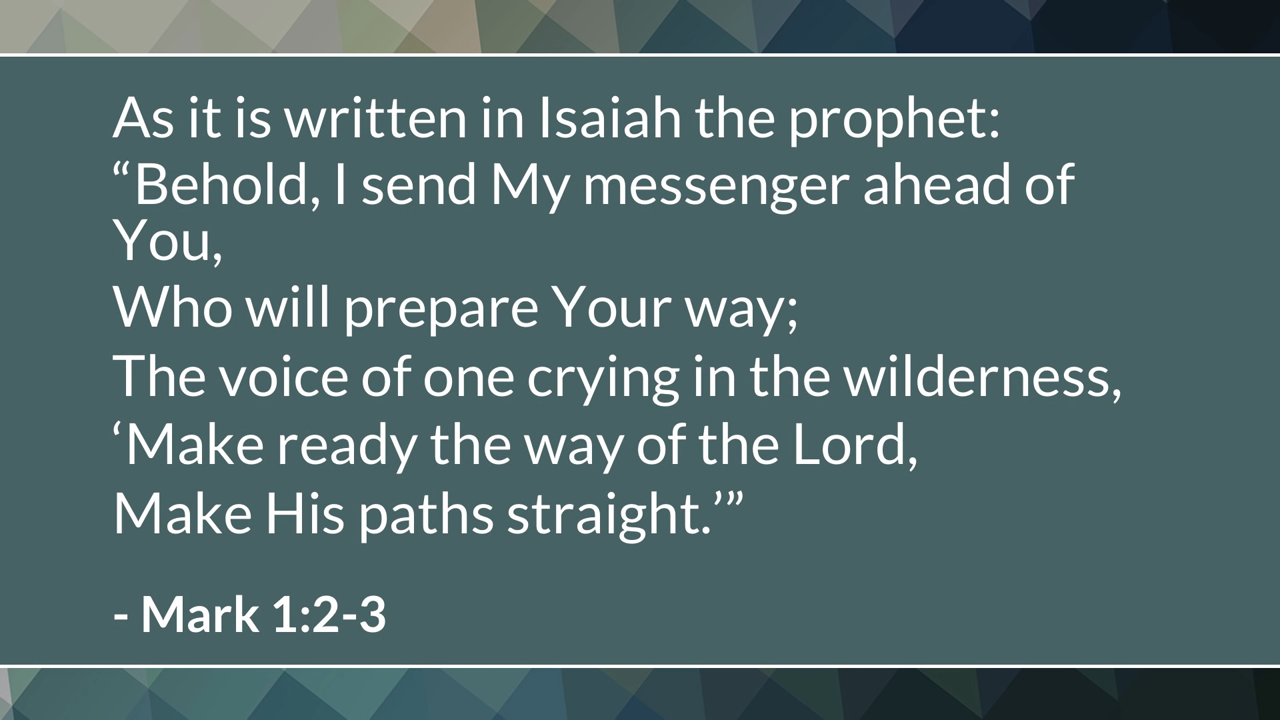 As it is written in Isaiah the prophet:
“Behold, I send My messenger ahead of
You,
Who will prepare Your way;
The voice of one crying in the wilderness,
‘Make ready the way of the Lord,
Make His paths straight.’”
- Mark 1:2-3